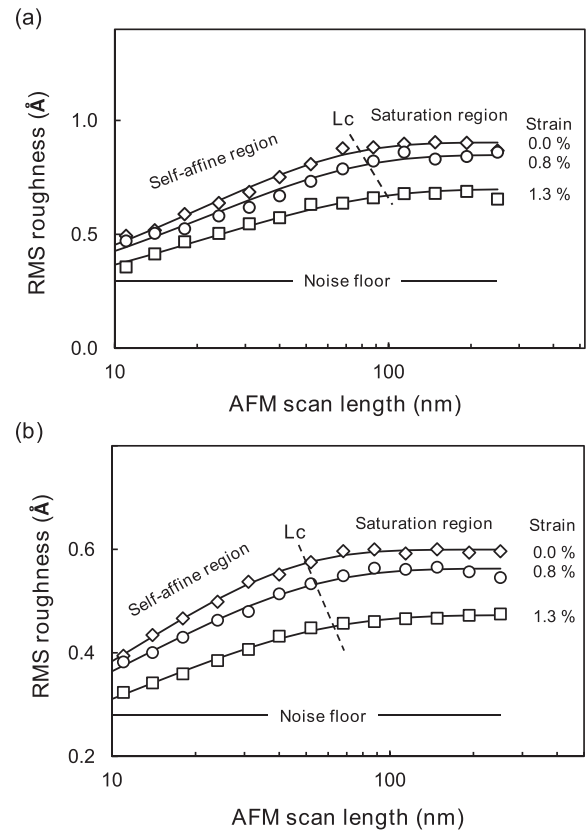 (a)
RMS roughness (Å)
1.0
0.5
0.0
Self-affine region
Lc
Saturation region
Strain
0.0 %
0.8 %
1.3 %
Noise floor
10
100
AFM scan length (nm)
(b)
RMS roughness (Å)
0.6
0.4
0.2
Self-affine region
Lc
Saturation region
Strain
0.0 %
0.8 %
1.3 %
Noise floor
10
100
AFM scan length (nm)